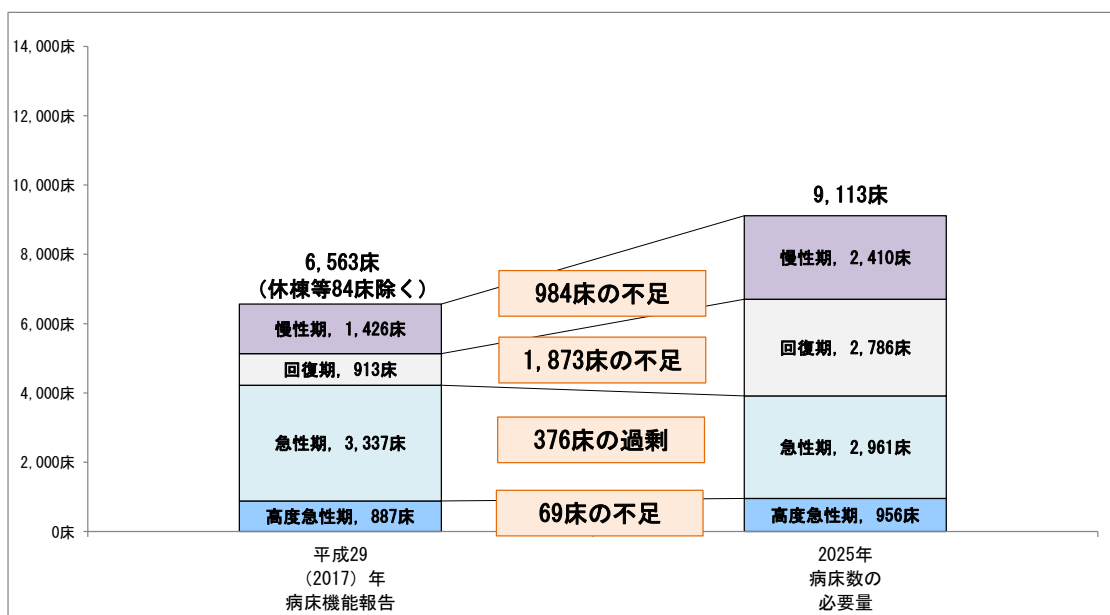 14,000床
12,000床
10,000床
8,000床
6,000床
4,000床
2,000床
0床
6,563床
（休棟等84床除く）
慢性期, 1,426床
回復期, 913床
急性期, 3,337床
高度急性期, 887床
984床の不足
1,873床の不足
376床の過剰
69床の不足
9,113床
慢性期, 2,410床
回復期, 2,786床
急性期, 2,961床
高度急性期, 956床
平成29
（2017）年
病床機能報告
2025年
病床数の
必要量